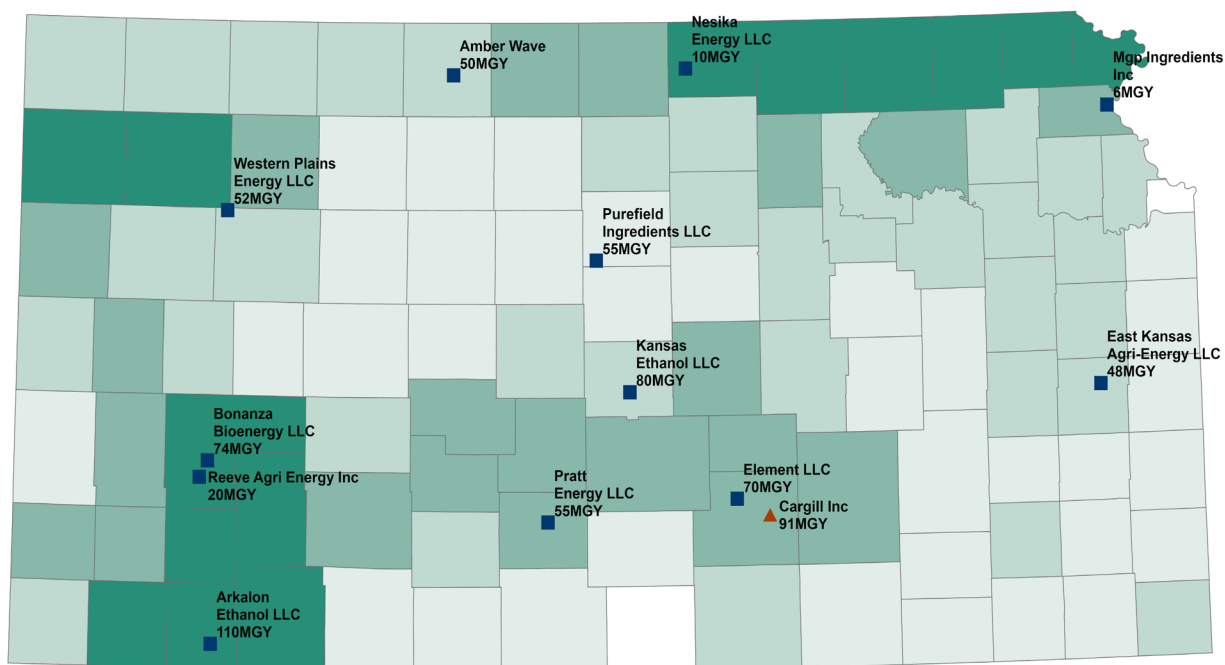 Amber Wave
50MGY
Nesika
Energy LLC
10MGY
Mgp Ingredients
Inc
6MGY
Western Plains
Energy LLC
52MGY
Purefield
Ingredients LLC
55MGY
Kansas
Ethanol LLC
80MGY
East Kansas
Agri-Energy LLC
48MGY
Bonanza
Bioenergy LLC
74MGY
Reeve Agri Energy Inc
20MGY
Pratt
Energy LLC
55MGY
Element LLC
70MGY
Cargill Inc
91MGY
Arkalon
Ethanol LLC
110MGY